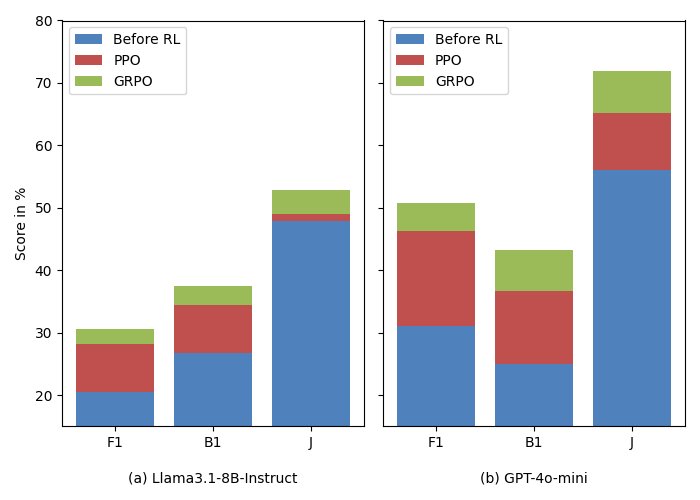 80
70
60
50
40
30
20
Score in %
Before RL
PPO
GRPO
F1
B1
J
(a) Llama3.1-8B-Instruct
Before RL
PPO
GRPO
F1
B1
J
(b) GPT-4o-mini